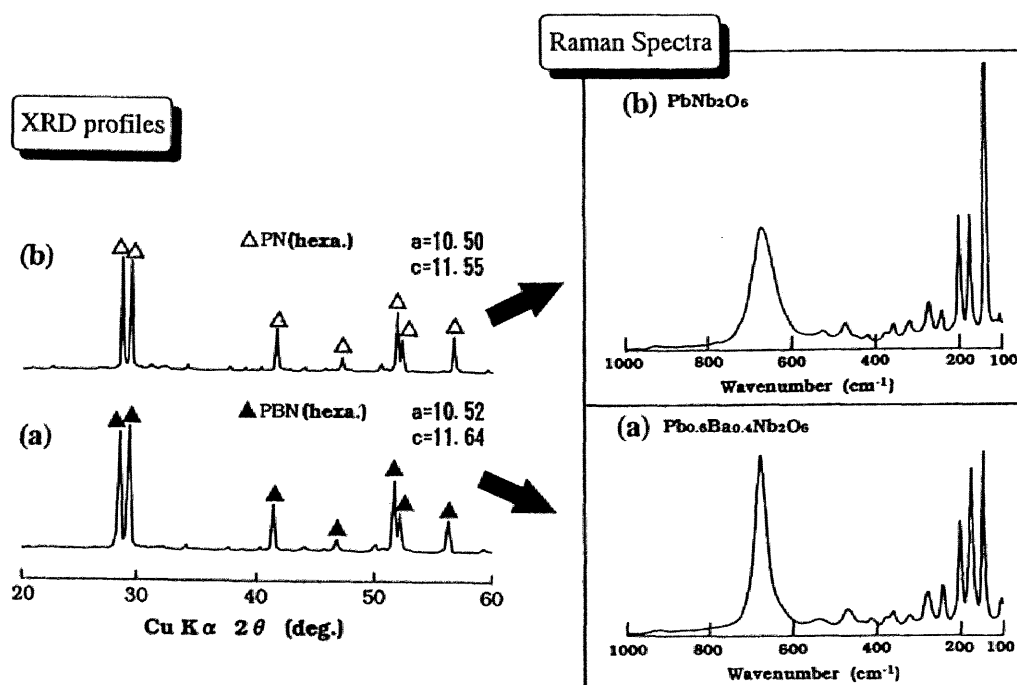 XRD profiles
(b)
△PN(hexa.)
a=10.50
c=11.55
(a)
▲PBN(hexa.)
a=10.52
c=11.64
20 30 40 50 60
Cu Kα 2θ (deg.)
Raman Spectra
(b) PbNb₂O₆
1000 800 600 400 200 100
Wavenumber (cm⁻¹)
(a) Pb₀.₆Ba₀.₄Nb₂O₆
1000 800 600 400 200 100
Wavenumber (cm⁻¹)